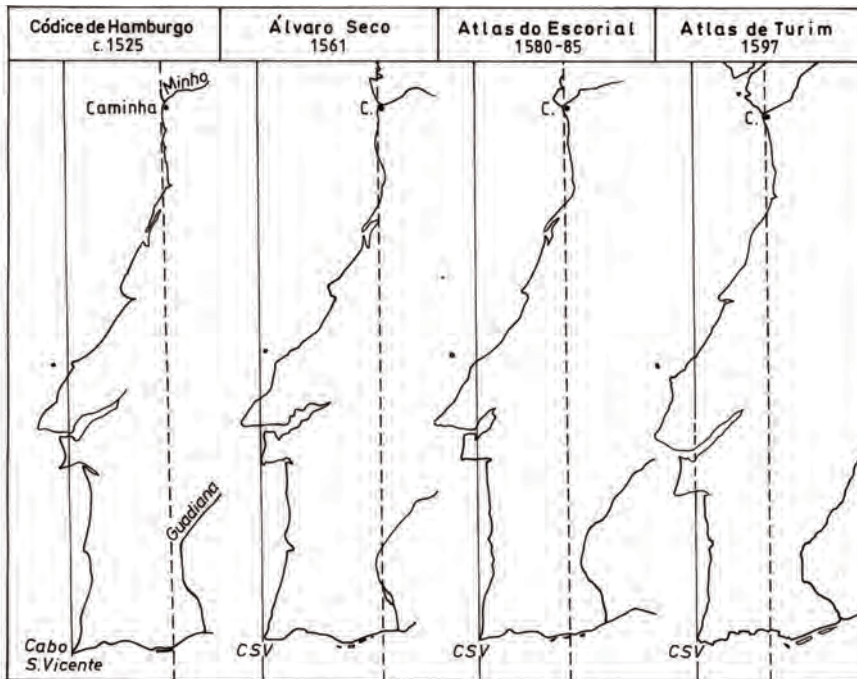 Códice de Hamburgo
c. 1525
Álvaro Seco
1561
Atlas do Escorial
1580-85
Atlas de Turim
1597
Minho
Caminha
C.
C.
C.
Guadiana
Cabo
S. Vicente
CSV
CSV
CSV